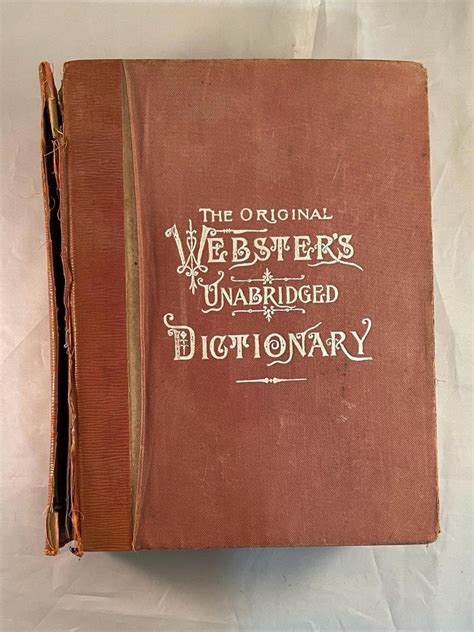 THE ORIGINAL
WEBSTER'S
UNABRIDGED
DICTIONARY